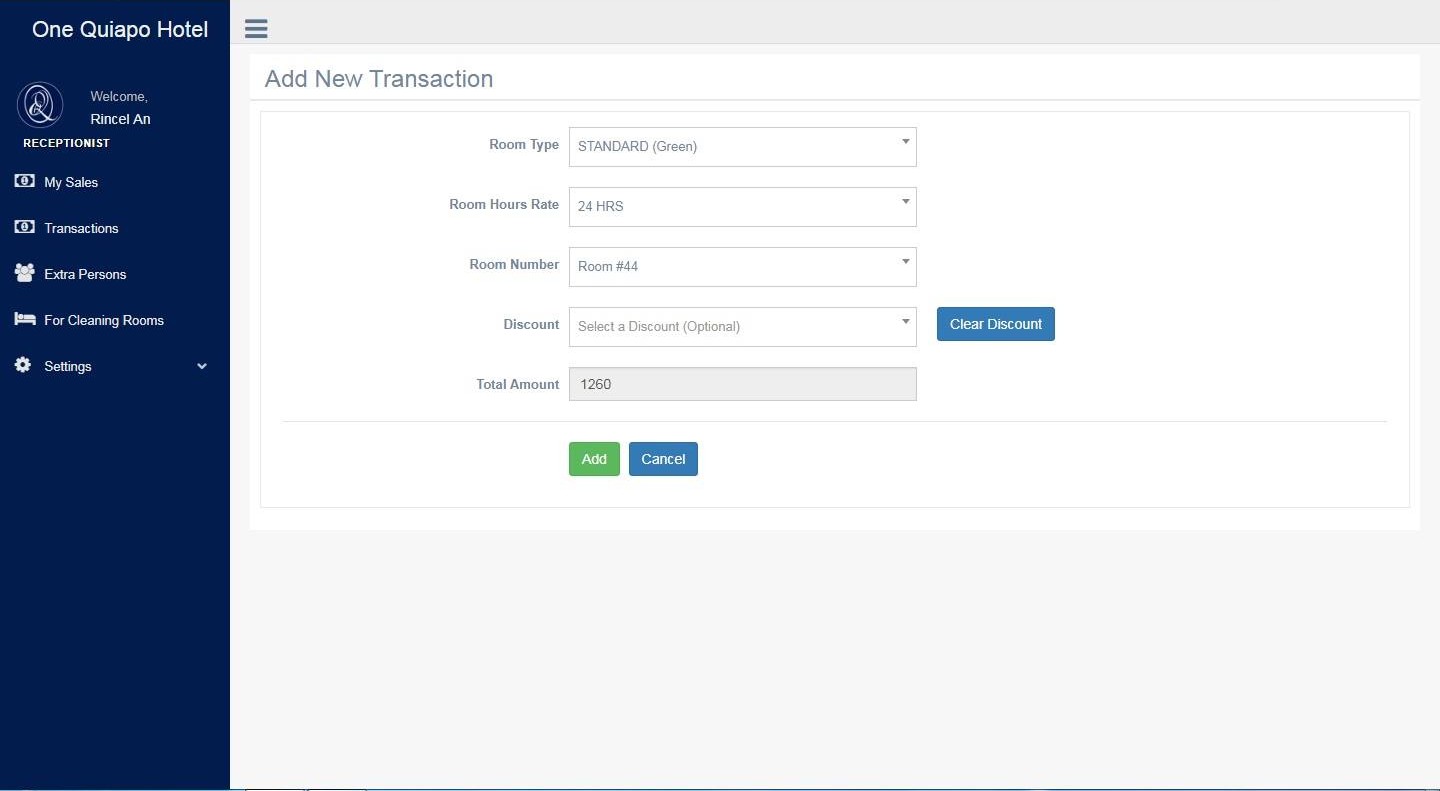 One Quiapo Hotel
Welcome,
Rincel An
RECEPTIONIST
My Sales
Transactions
Extra Persons
For Cleaning Rooms
Settings
Add New Transaction
Room Type STANDARD (Green)
Room Hours Rate 24 HRS
Room Number Room #44
Discount Select a Discount (Optional) Clear Discount
Total Amount 1260
Add Cancel